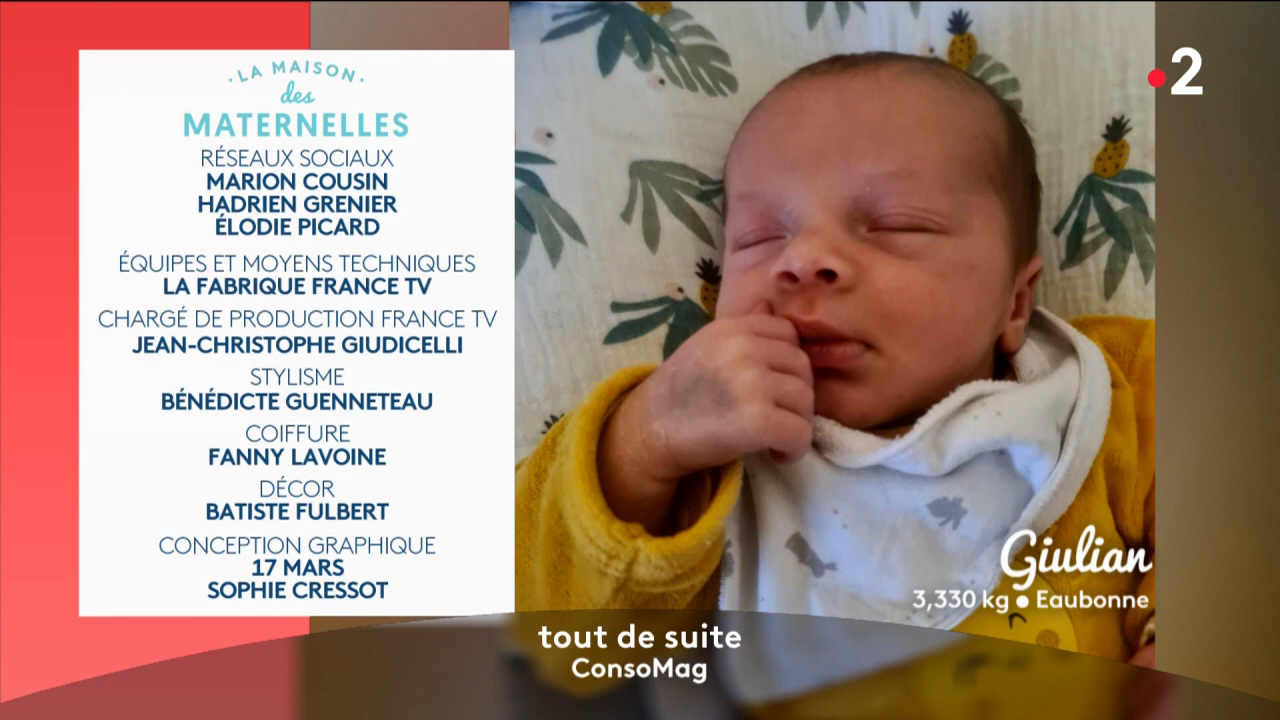 · LA MAISON ·
des
MATERNELLES
RÉSEAUX SOCIAUX
MARION COUSIN
HADRIEN GRENIER
ÉLODIE PICARD
ÉQUIPES ET MOYENS TECHNIQUES
LA FABRIQUE FRANCE TV
CHARGÉ DE PRODUCTION FRANCE TV
JEAN-CHRISTOPHE GIUDICELLI
STYLISME
BÉNÉDICTE GUENNETEAU
COIFFURE
FANNY LAVOINE
DÉCOR
BATISTE FULBERT
CONCEPTION GRAPHIQUE
17 MARS
SOPHIE CRESSOT
2
Giulian
3,330 kg • Eaubonne
tout de suite
ConsoMag